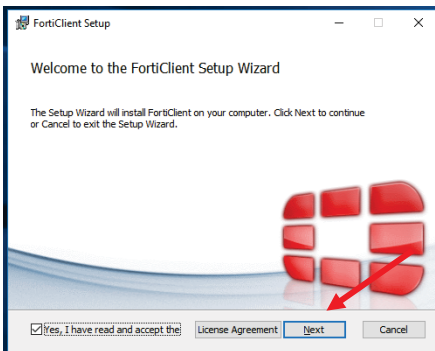 FortiClient Setup
Welcome to the FortiClient Setup Wizard
The Setup Wizard will install FortiClient on your computer. Click Next to continue
or Cancel to exit the Setup Wizard.
Yes, I have read and accept the License Agreement Next Cancel